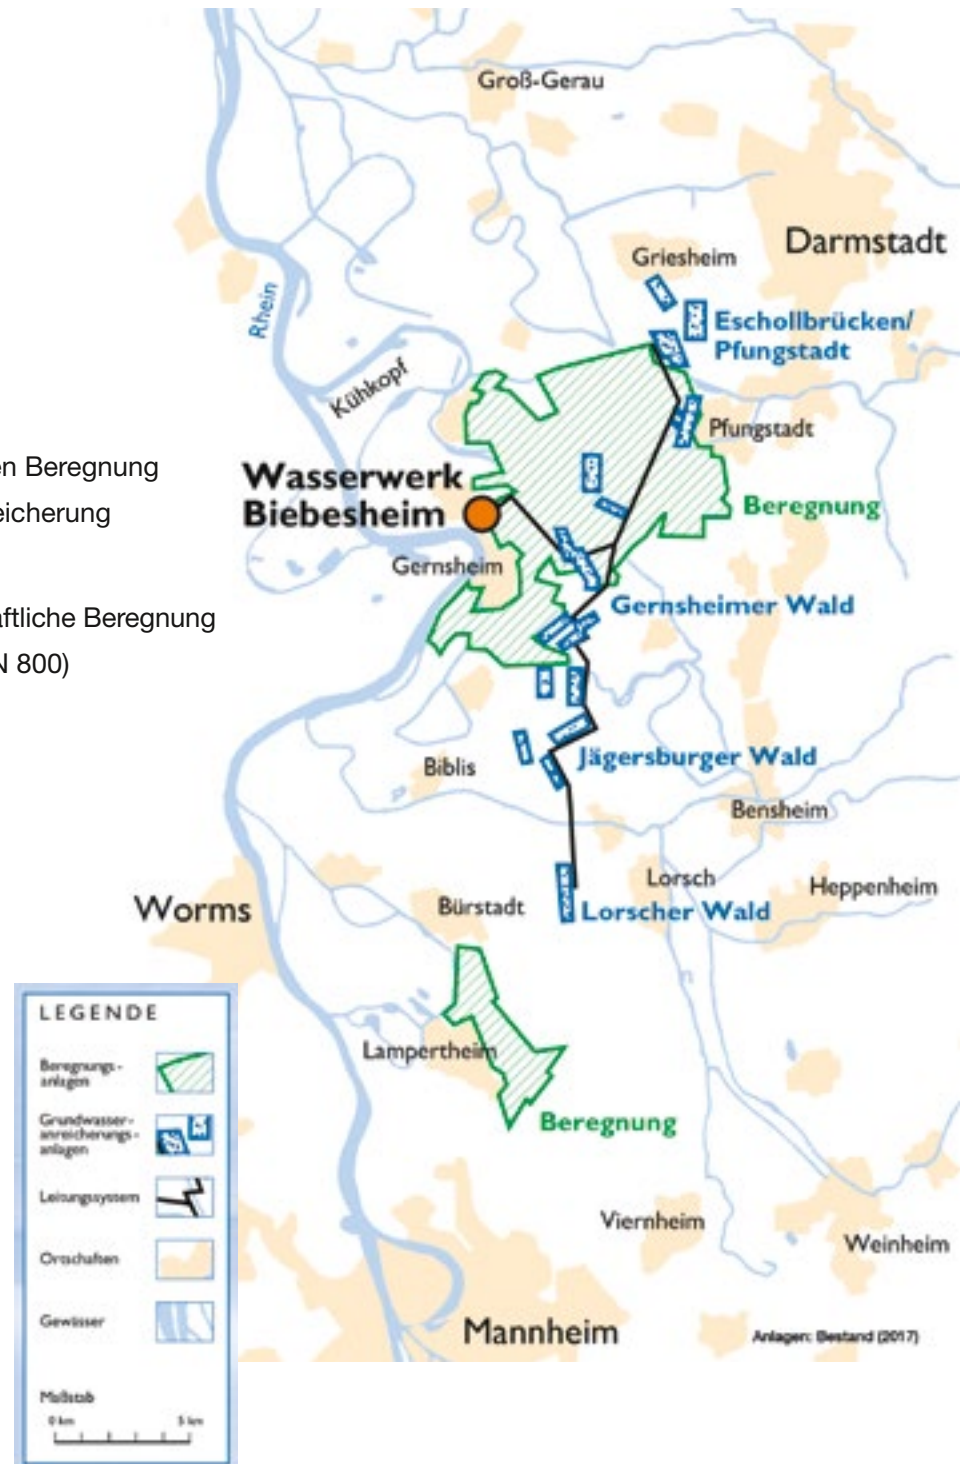 Groß-Gerau
Darmstadt
Griesheim
Eschollbrücken/
Pfungstadt
Rhein
Kühkopf
Pfungstadt
en Beregnung
Wasserwerk
Biebesheim
Beregnung
eicherung
Gernsheim
Gernsheimer Wald
aftliche Beregnung
N 800)
Biblis
Jägersburger Wald
Bensheim
Lorsch
Heppenheim
Worms
Bürstadt
Lorscher Wald
Lampertheim
Beregnung
Viernheim
Weinheim
Mannheim
Anlagen: Bestand (2017)
LEGENDE
Beregnungs-
anlagen
Grundwasser-
anreicherungs-
anlagen
Leitungssystem
Ortschaften
Gewässer
Maßstab
0 km 5 km